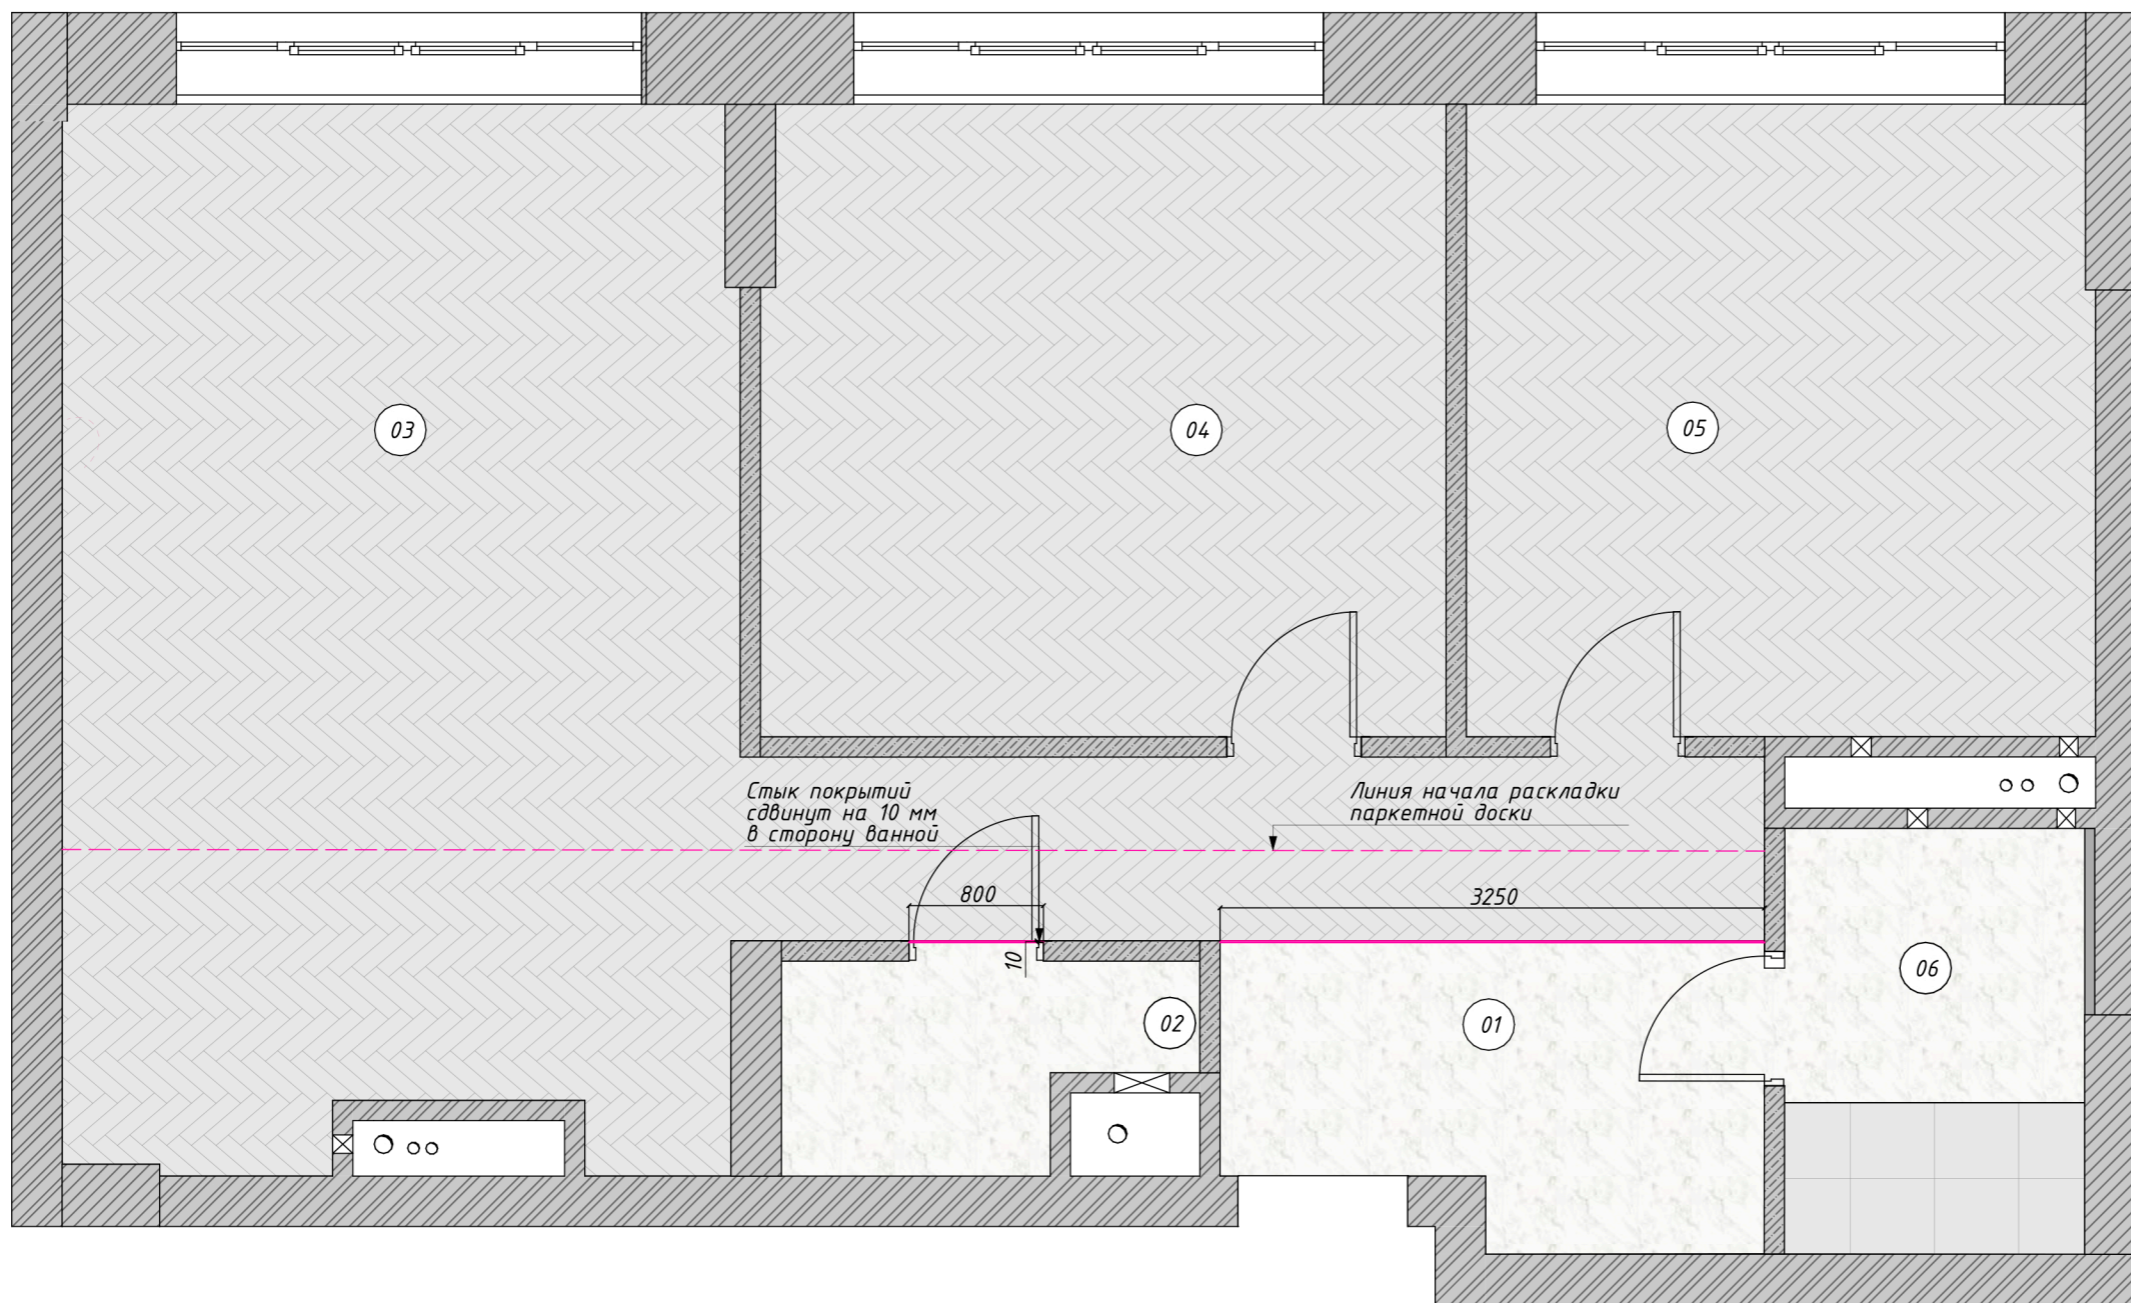 03
04
05
Стык покрытий
сдвинут на 10 мм
в сторону ванной
Линия начала раскладки
паркетной доски
800
3250
10
06
02
01